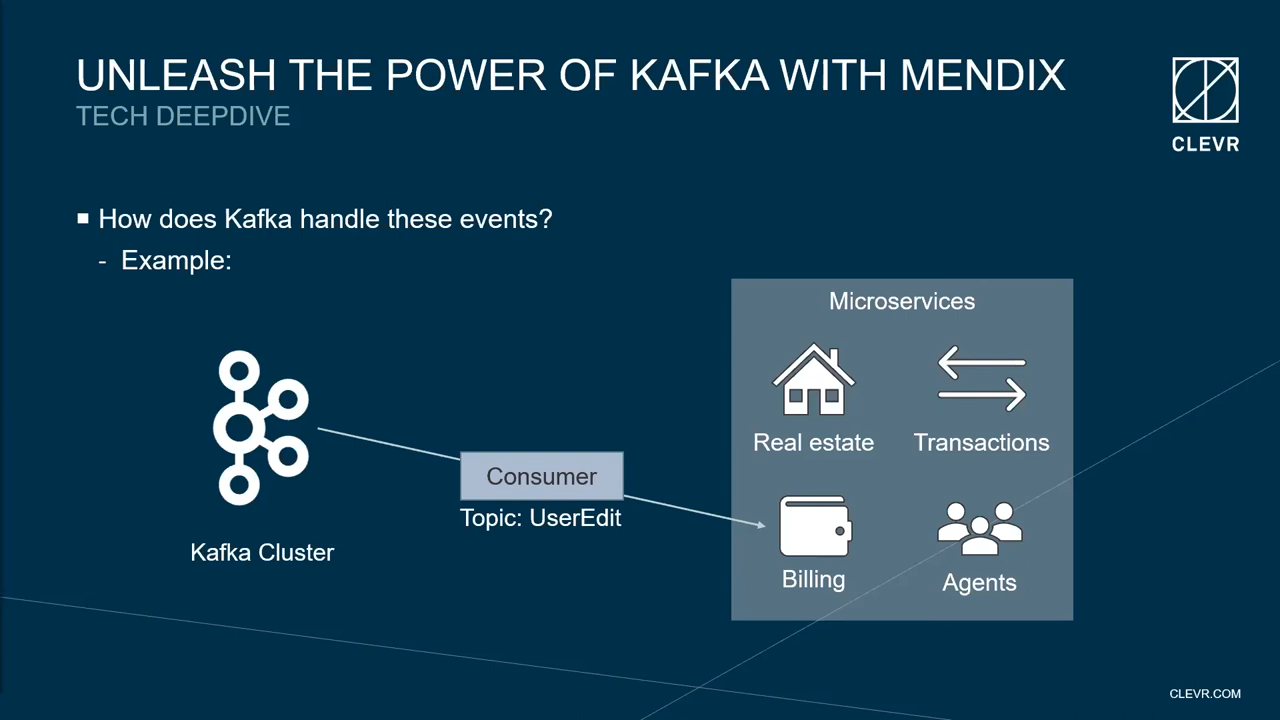 UNLEASH THE POWER OF KAFKA WITH MENDIX
TECH DEEPDIVE
CLEVR
How does Kafka handle these events?
- Example:
Microservices
Real estate
Transactions
Consumer
Topic: UserEdit
Kafka Cluster
Billing
Agents
CLEVR.COM